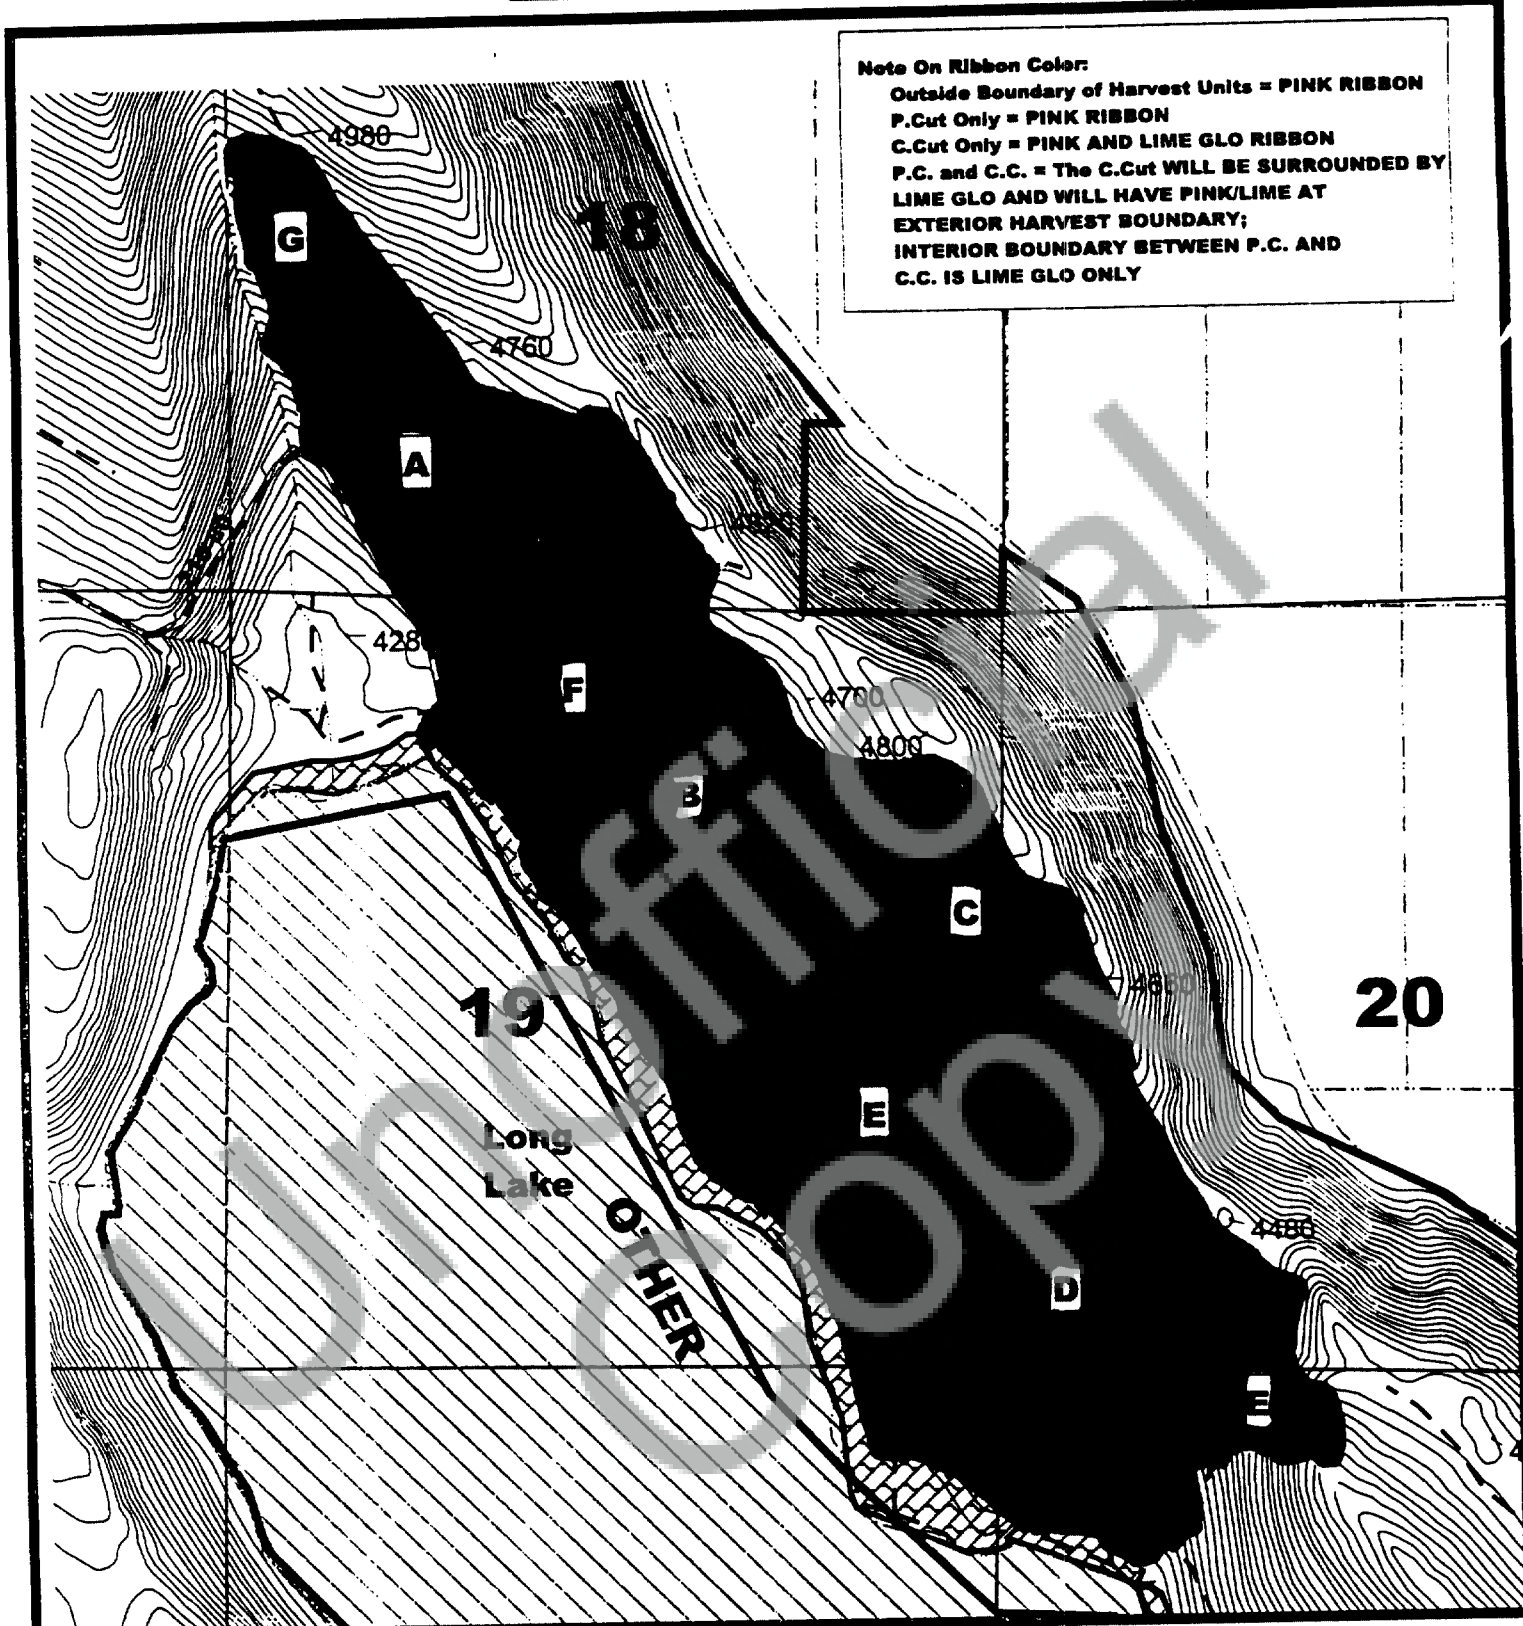 Note On Ribbon Color:
Outside Boundary of Harvest Units = PINK RIBBON
P.Cut Only = PINK RIBBON
C.Cut Only = PINK AND LIME GLO RIBBON
P.C. and C.C. = The C.Cut WILL BE SURROUNDED BY
LIME GLO AND WILL HAVE PINK/LIME AT
EXTERIOR HARVEST BOUNDARY;
INTERIOR BOUNDARY BETWEEN P.C. AND
C.C. IS LIME GLO ONLY
4980
18
G
4760
A
4280
F
4700
4800
B
C
19
20
E
Long
Lake
OTHER
4480
D
E
Unofficial
Copy